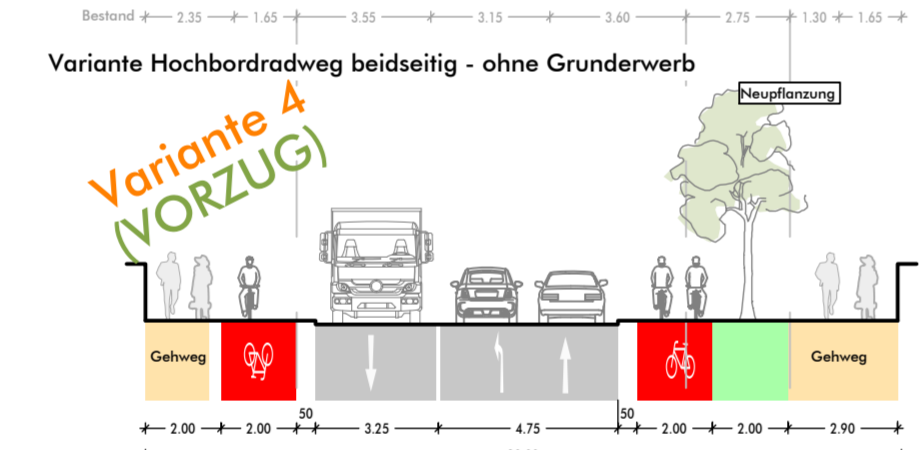 Bestand 2.35 1.65 3.55 3.15 3.60 2.75 1.30 1.65
Variante Hochbordradweg beidseitig - ohne Grunderwerb
Neupflanzung
Variante 4
(VORZUG)
Gehweg Gehweg
50 50
2.00 2.00 3.25 4.75 2.00 2.00 2.90